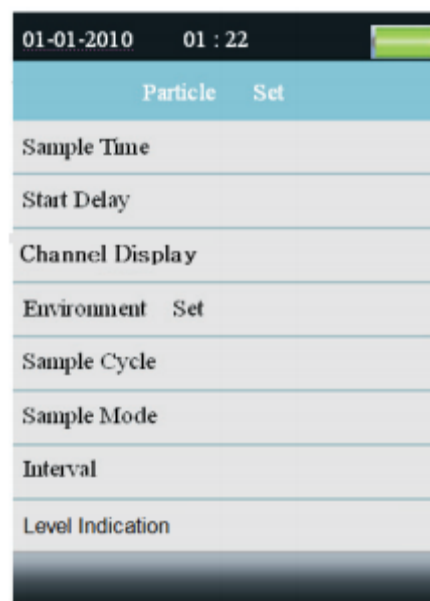 01-01-2010 01 : 22
Particle Set
Sample Time
Start Delay
Channel Display
Environment Set
Sample Cycle
Sample Mode
Interval
Level Indication